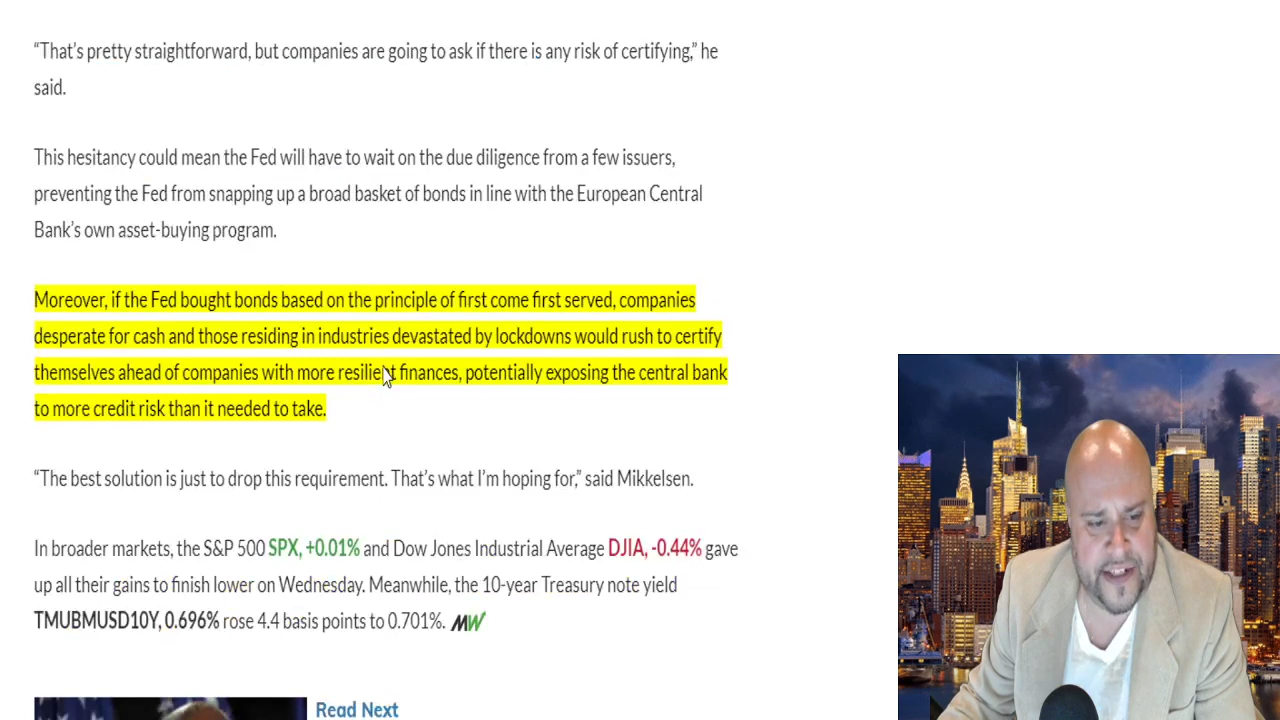 “That’s pretty straightforward, but companies are going to ask if there is any risk of certifying,” he
said.
This hesitancy could mean the Fed will have to wait on the due diligence from a few issuers,
preventing the Fed from snapping up a broad basket of bonds in line with the European Central
Bank’s own asset-buying program.
Moreover, if the Fed bought bonds based on the principle of first come first served, companies
desperate for cash and those residing in industries devastated by lockdowns would rush to certify
themselves ahead of companies with more resilient finances, potentially exposing the central bank
to more credit risk than it needed to take.
“The best solution is just to drop this requirement. That’s what I’m hoping for,” said Mikkelsen.
In broader markets, the S&P 500 SPX, +0.01% and Dow Jones Industrial Average DJIA, -0.44% gave
up all their gains to finish lower on Wednesday. Meanwhile, the 10-year Treasury note yield
TMUBMUSD10Y, 0.696% rose 4.4 basis points to 0.701%. MW
Read Next